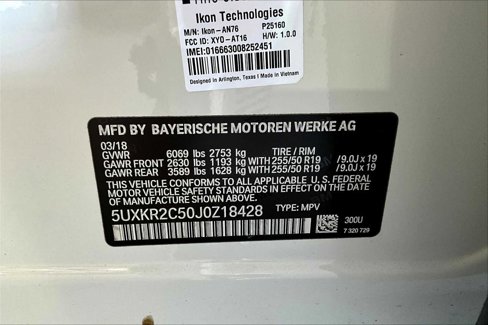 Ikon Technologies
M/N: Ikon-AN76 P25160
FCC ID: XYO-AT16 H/W: 1.0.0
IMEI:016663008252451
Designed in Arlington, Texas | Made in Vietnam
MFD BY BAYERISCHE MOTOREN WERKE AG
03/18
GVWR 6069 lbs 2753 kg TIRE / RIM
GAWR FRONT 2630 lbs 1193 kg WITH 255/50 R19 /9.0J x 19
GAWR REAR 3589 lbs 1628 kg WITH 255/50 R19 /9.0J x 19
THIS VEHICLE CONFORMS TO ALL APPLICABLE U.S. FEDERAL
MOTOR VEHICLE SAFETY STANDARDS IN EFFECT ON THE DATE
OF MANUFACTURE SHOWN ABOVE.
5UXKR2C50J0Z18428 TYPE: MPV
300U
7 320 729